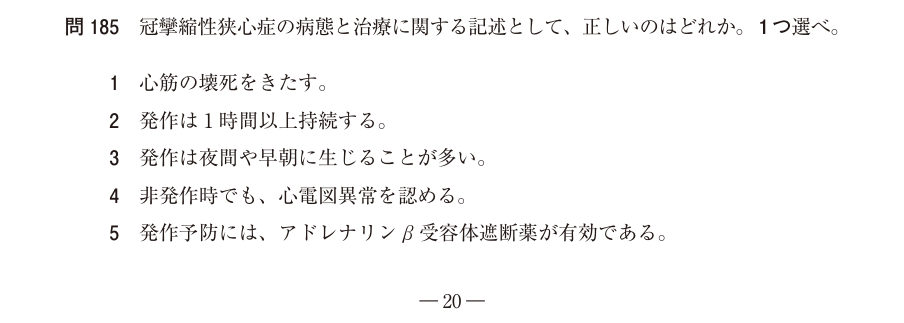 問 185 冠攣縮性狭心症の病態と治療に関する記述として、正しいのはどれか。1つ選べ。
1 心筋の壊死をきたす。
2 発作は1時間以上持続する。
3 発作は夜間や早朝に生じることが多い。
4 非発作時でも、心電図異常を認める。
5 発作予防には、アドレナリンβ受容体遮断薬が有効である。
― 20 ―